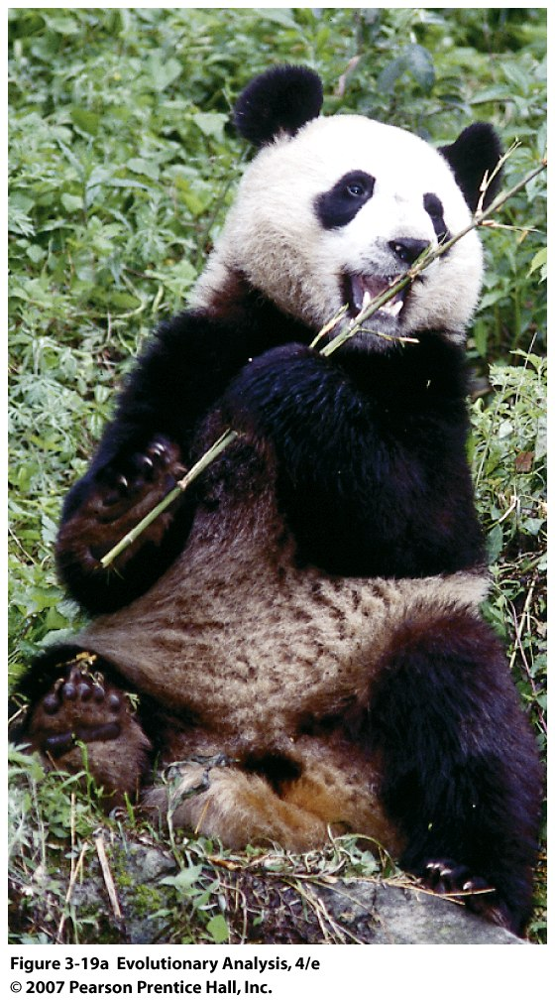 Figure 3-19a Evolutionary Analysis, 4/e
© 2007 Pearson Prentice Hall, Inc.